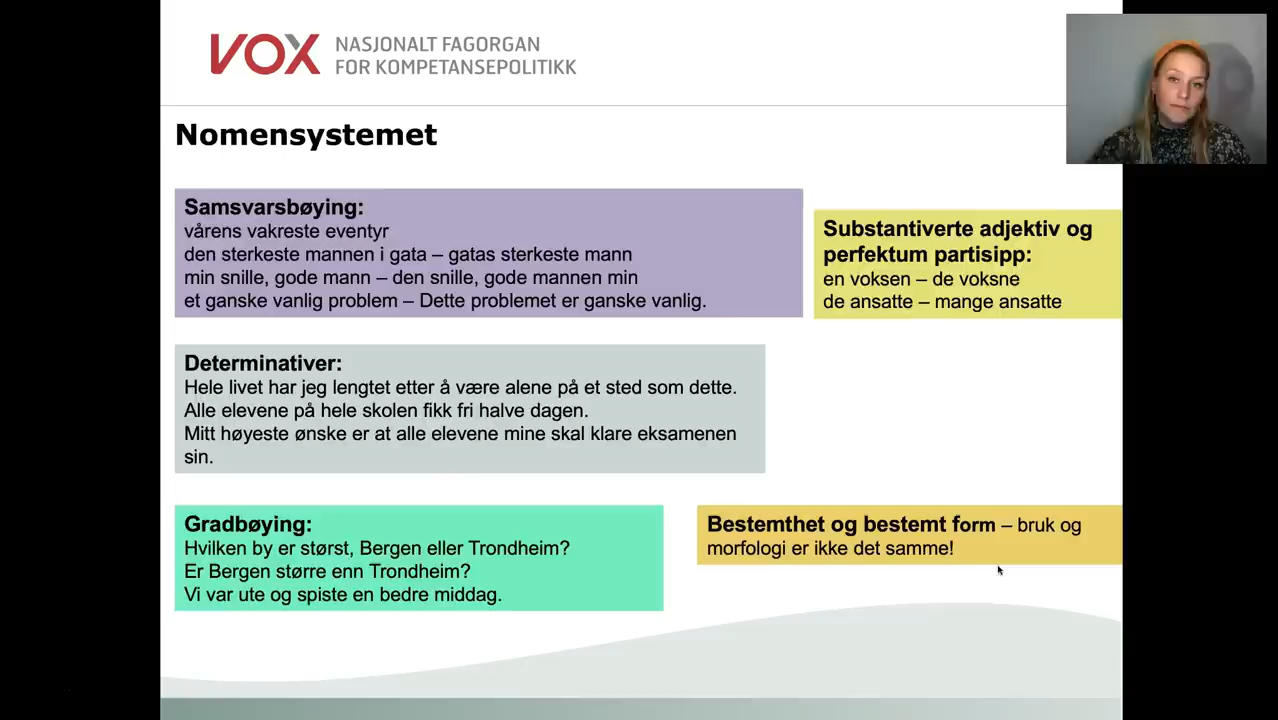 VOX
NASJONALT FAGORGAN
FOR KOMPETANSEPOLITIKK
Nomensystemet
Samsvarsbøying:
vårens vakreste eventyr
den sterkeste mannen i gata – gatas sterkeste mann
min snille, gode mann – den snille, gode mannen min
et ganske vanlig problem – Dette problemet er ganske vanlig.
Substantiverte adjektiv og
perfektum partisipp:
en voksen – de voksne
de ansatte – mange ansatte
Determinativer:
Hele livet har jeg lengtet etter å være alene på et sted som dette.
Alle elevene på hele skolen fikk fri halve dagen.
Mitt høyeste ønske er at alle elevene mine skal klare eksamenen
sin.
Gradbøying:
Hvilken by er størst, Bergen eller Trondheim?
Er Bergen større enn Trondheim?
Vi var ute og spiste en bedre middag.
Bestemthet og bestemt form – bruk og
morfologi er ikke det samme!